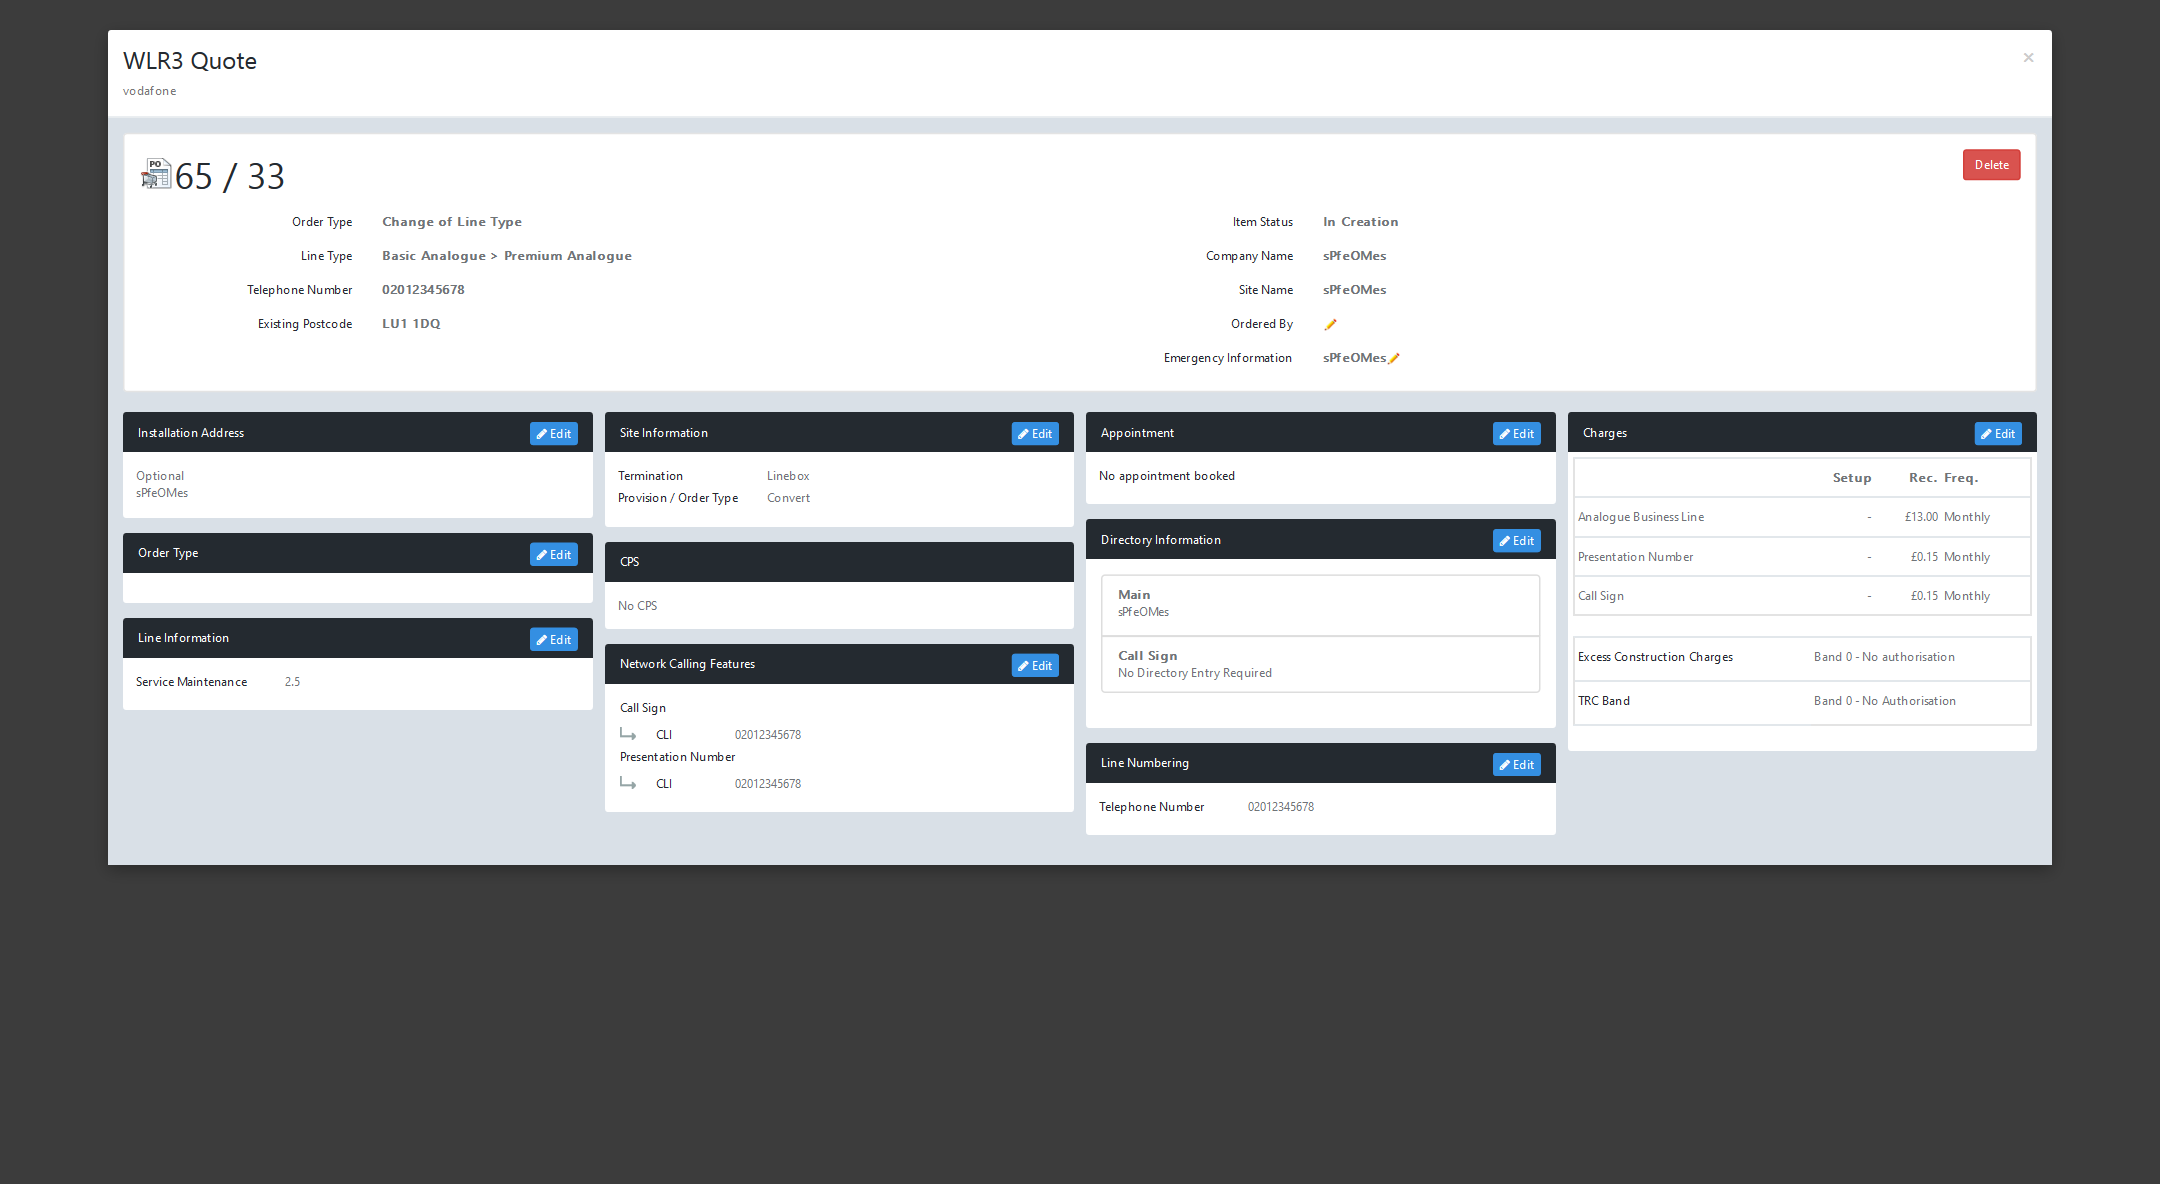 WLR3 Quote
×
vodafone
PO
65 / 33
Delete
Order Type Change of Line Type
Line Type Basic Analogue > Premium Analogue
Telephone Number 02012345678
Existing Postcode LU1 1DQ
Item Status In Creation
Company Name sPfeOMes
Site Name sPfeOMes
Ordered By
Emergency Information sPfeOMes
Installation Address Edit
Optional
sPfeOMes
Order Type Edit
Line Information Edit
Service Maintenance 2.5
Site Information Edit
Termination Linebox
Provision / Order Type Convert
CPS
No CPS
Network Calling Features Edit
Call Sign
CLI 02012345678
Presentation Number
CLI 02012345678
Appointment Edit
No appointment booked
Directory Information Edit
Main
sPfeOMes
Call Sign
No Directory Entry Required
Line Numbering Edit
Telephone Number 02012345678
Charges Edit
Setup Rec. Freq.
Analogue Business Line - £13.00 Monthly
Presentation Number - £0.15 Monthly
Call Sign - £0.15 Monthly
Excess Construction Charges Band 0 - No authorisation
TRC Band Band 0 - No Authorisation